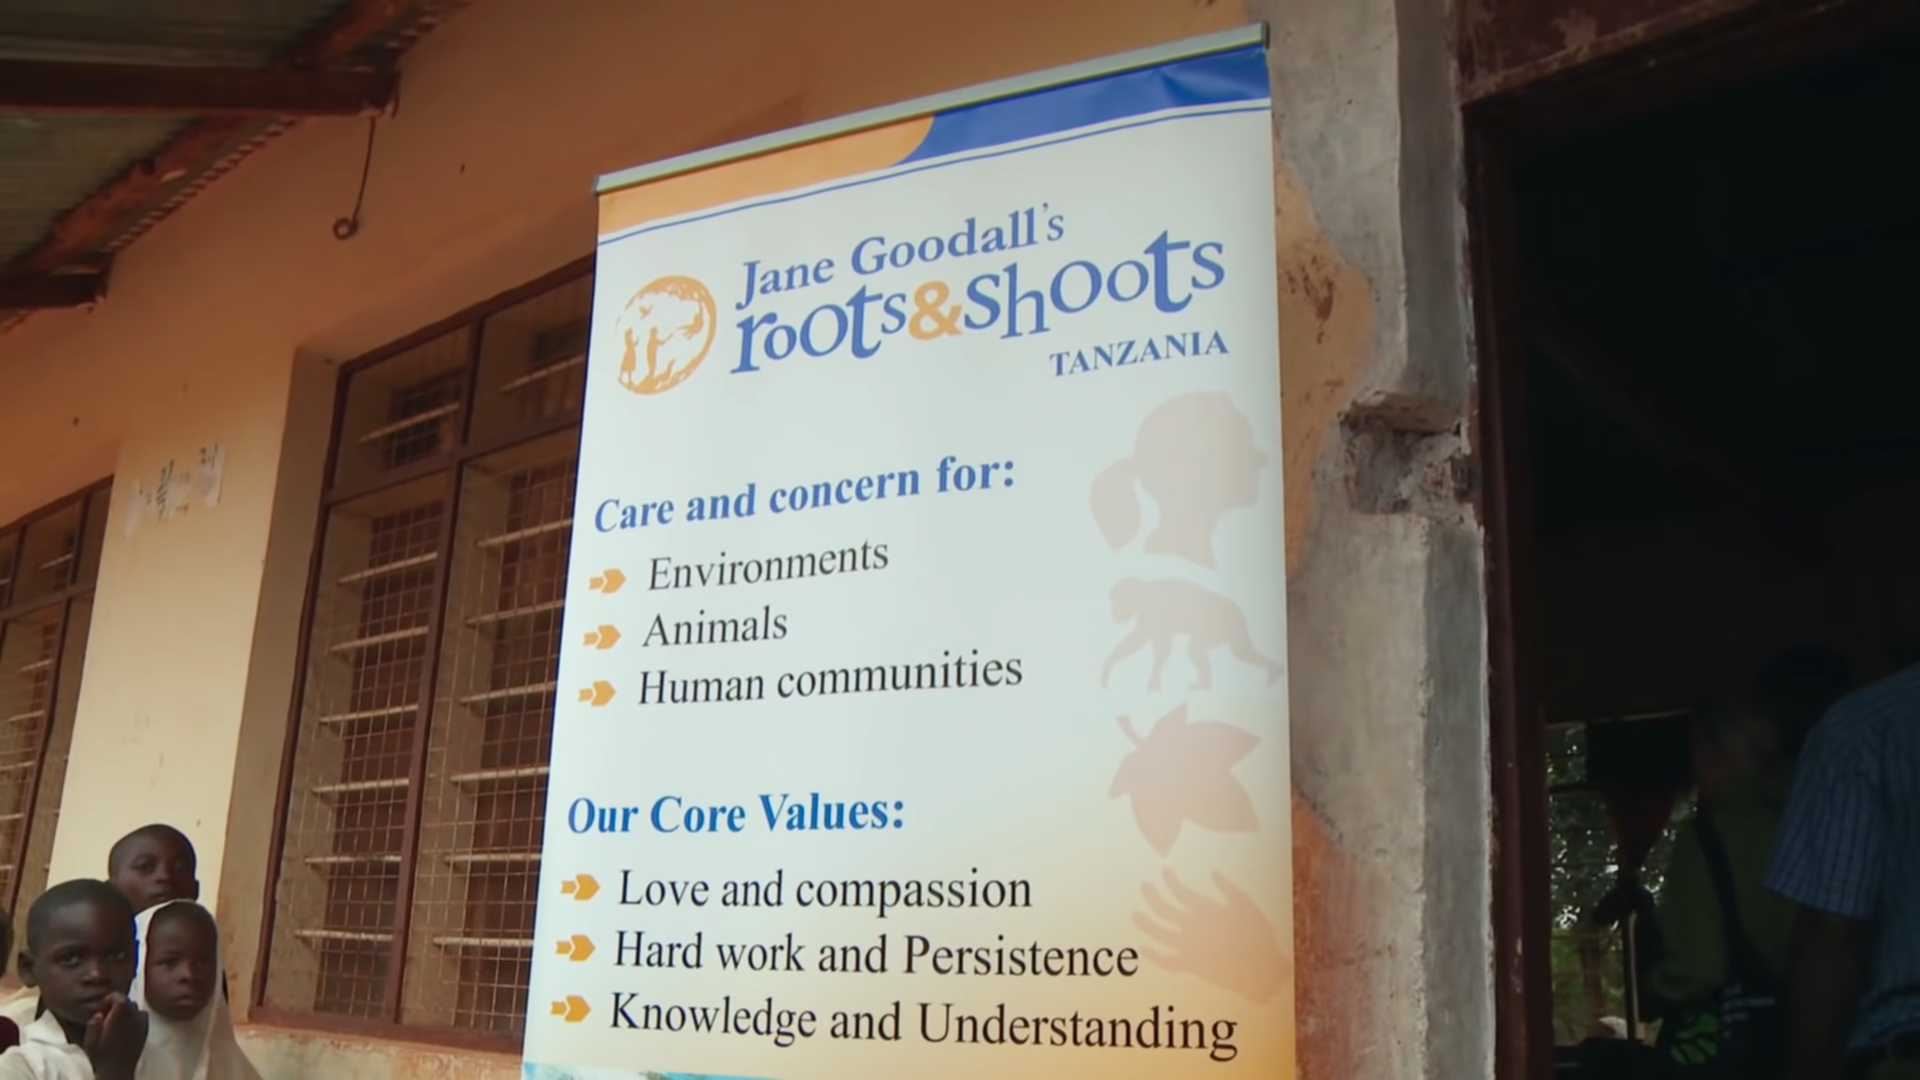 Jane Goodall's
roots&shoots
TANZANIA
Care and concern for:
Environments
Animals
Human communities
Our Core Values:
Love and compassion
Hard work and Persistence
Knowledge and Understanding